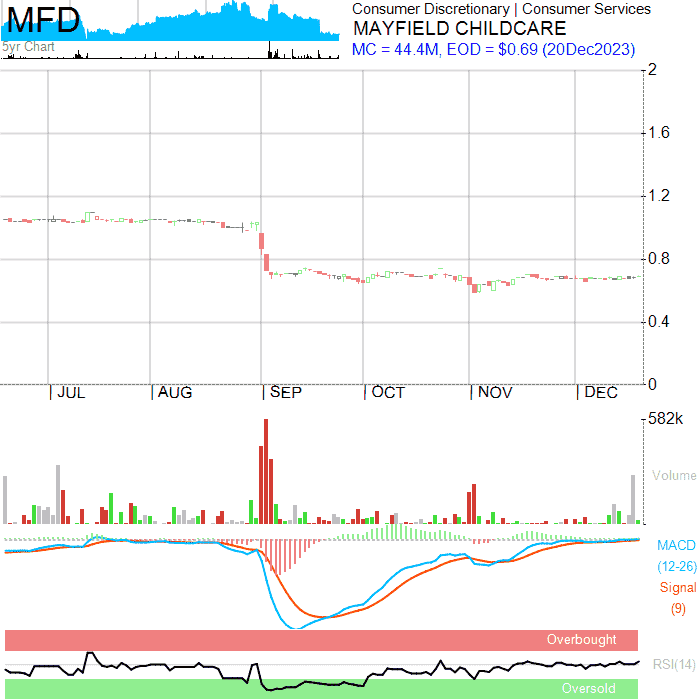 MFD
5yr Chart
Consumer Discretionary | Consumer Services
MAYFIELD CHILDCARE
MC = 44.4M, EOD = $0.69 (20Dec2023)
2
1.6
1.2
0.8
0.4
0
JUL
AUG
SEP
OCT
NOV
DEC
582k
Volume
MACD
(12-26)
Signal
(9)
Overbought
RSI(14)
Oversold